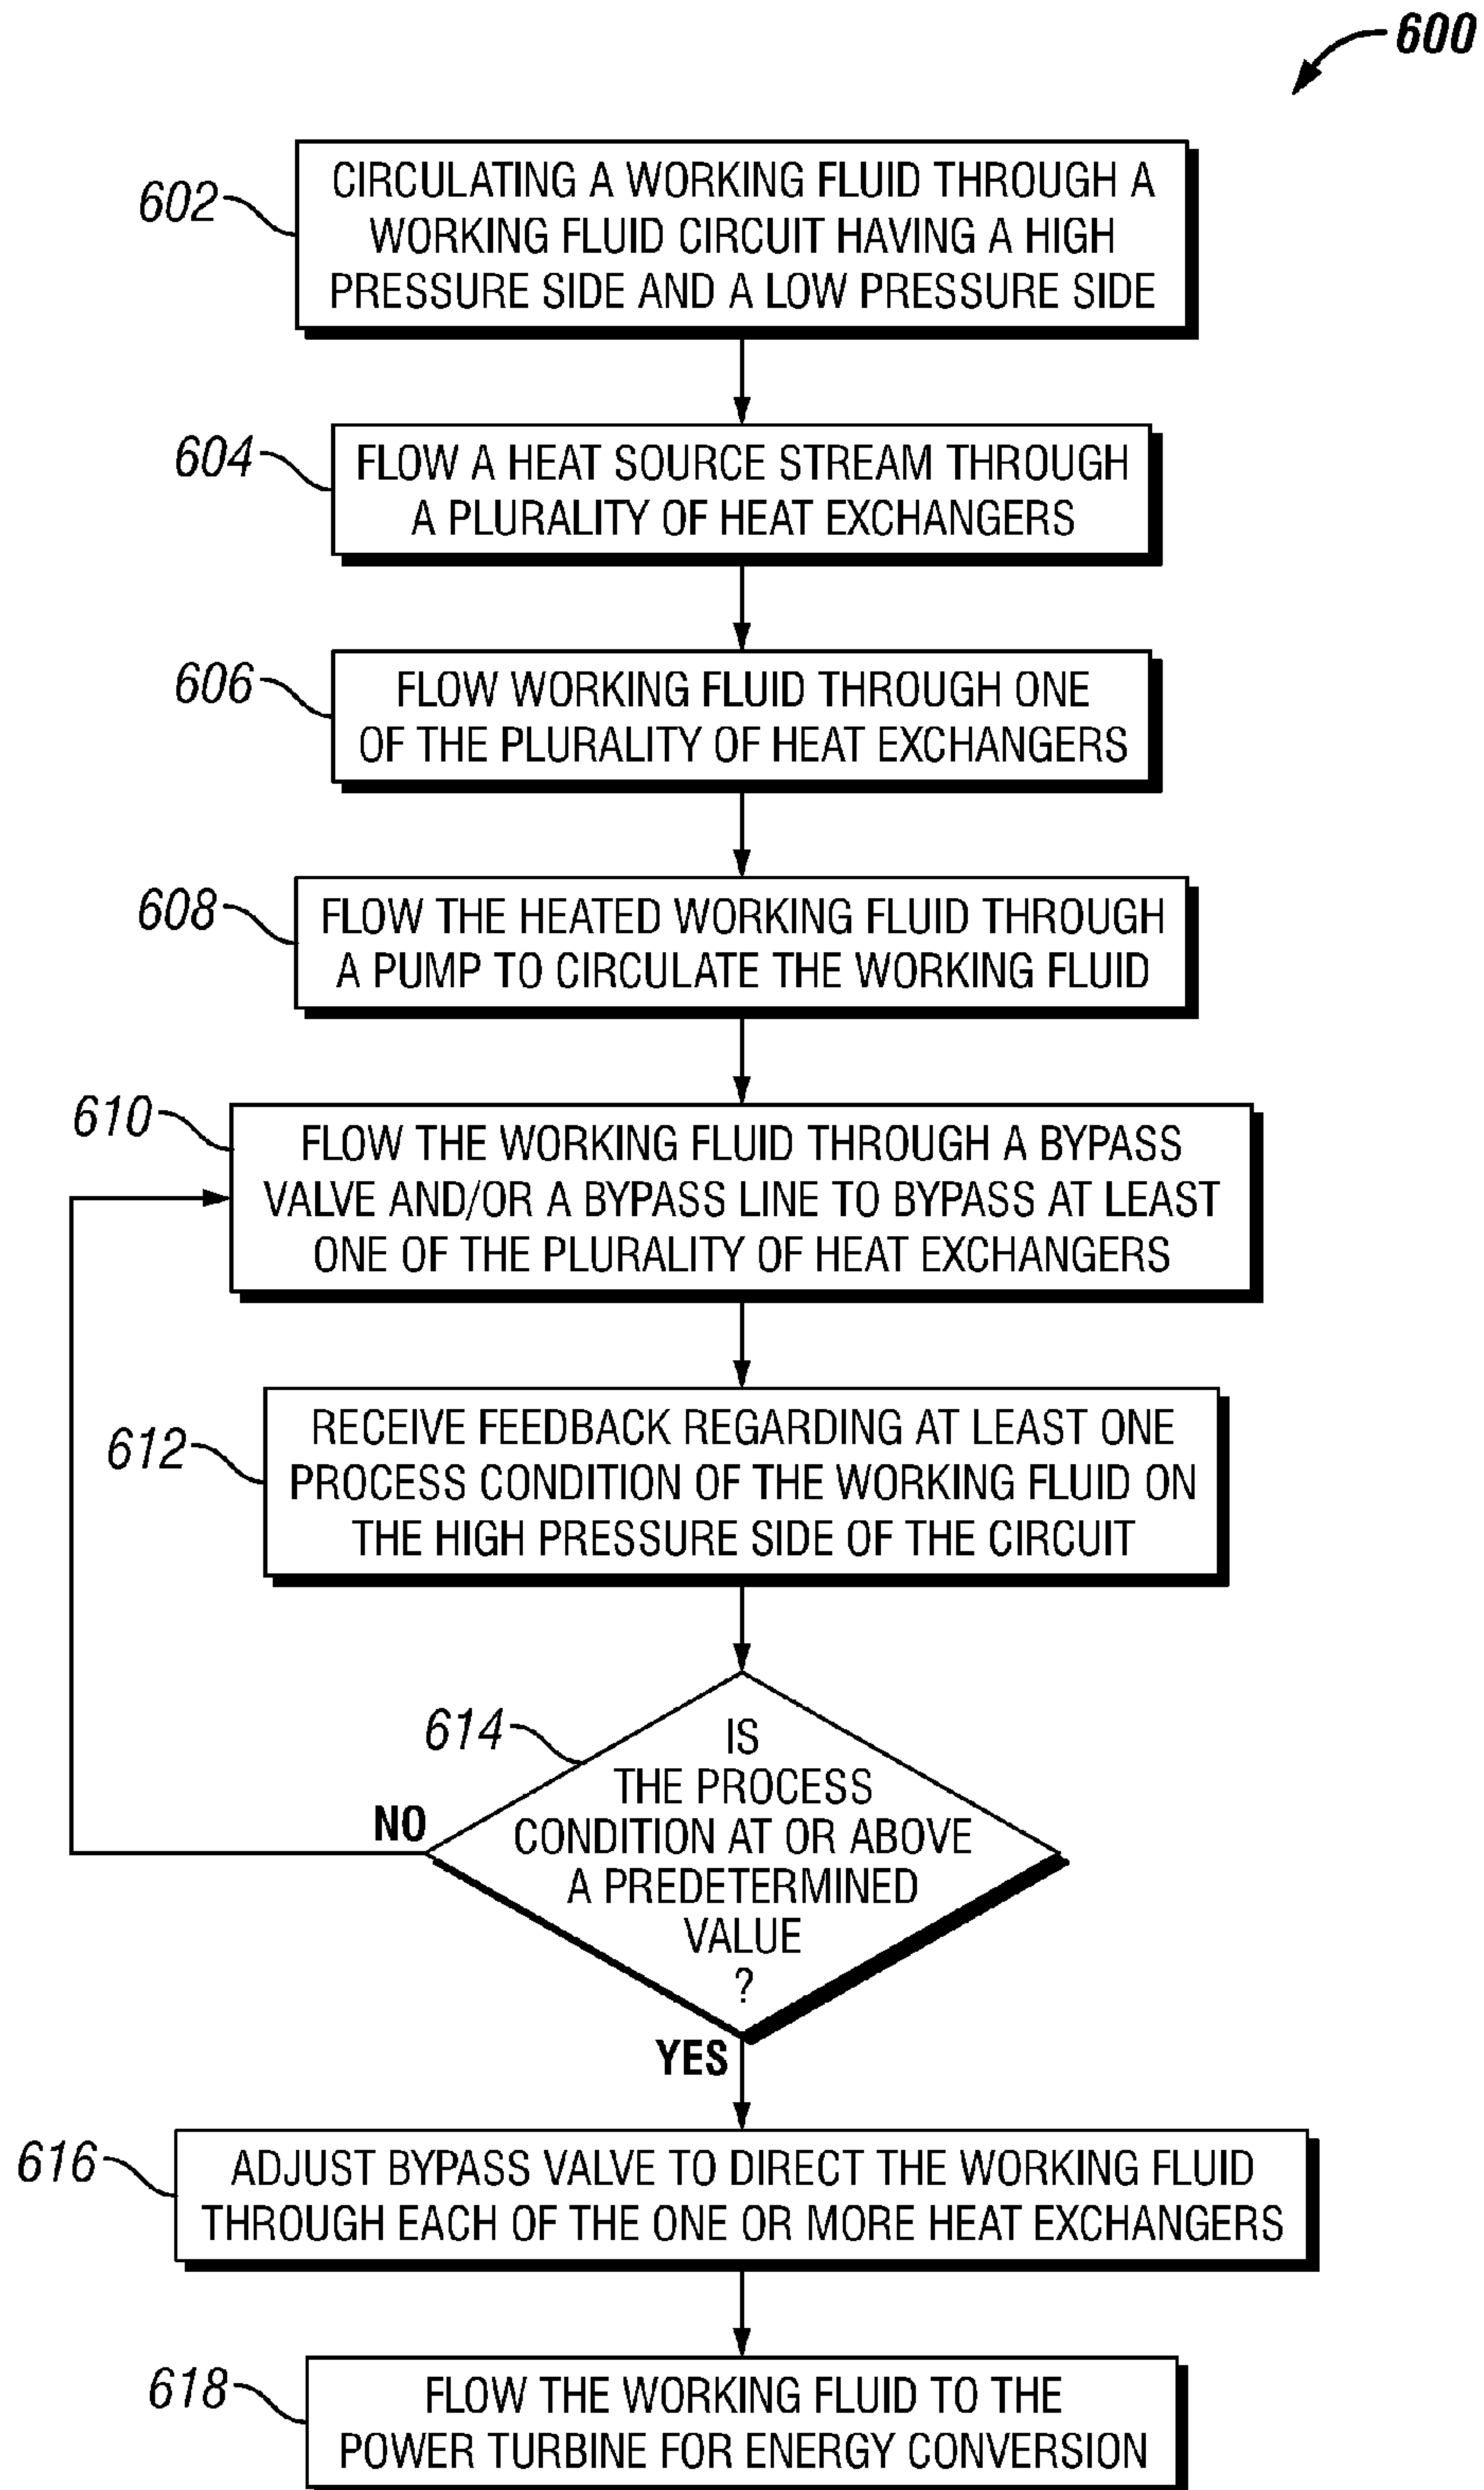 600
602
CIRCULATING A WORKING FLUID THROUGH A
WORKING FLUID CIRCUIT HAVING A HIGH
PRESSURE SIDE AND A LOW PRESSURE SIDE
604
FLOW A HEAT SOURCE STREAM THROUGH
A PLURALITY OF HEAT EXCHANGERS
606
FLOW WORKING FLUID THROUGH ONE
OF THE PLURALITY OF HEAT EXCHANGERS
608
FLOW THE HEATED WORKING FLUID THROUGH
A PUMP TO CIRCULATE THE WORKING FLUID
610
FLOW THE WORKING FLUID THROUGH A BYPASS
VALVE AND/OR A BYPASS LINE TO BYPASS AT LEAST
ONE OF THE PLURALITY OF HEAT EXCHANGERS
612
RECEIVE FEEDBACK REGARDING AT LEAST ONE
PROCESS CONDITION OF THE WORKING FLUID ON
THE HIGH PRESSURE SIDE OF THE CIRCUIT
614
IS
THE PROCESS
CONDITION AT OR ABOVE
A PREDETERMINED
VALUE
?
NO
YES
616
ADJUST BYPASS VALVE TO DIRECT THE WORKING FLUID
THROUGH EACH OF THE ONE OR MORE HEAT EXCHANGERS
618
FLOW THE WORKING FLUID TO THE
POWER TURBINE FOR ENERGY CONVERSION